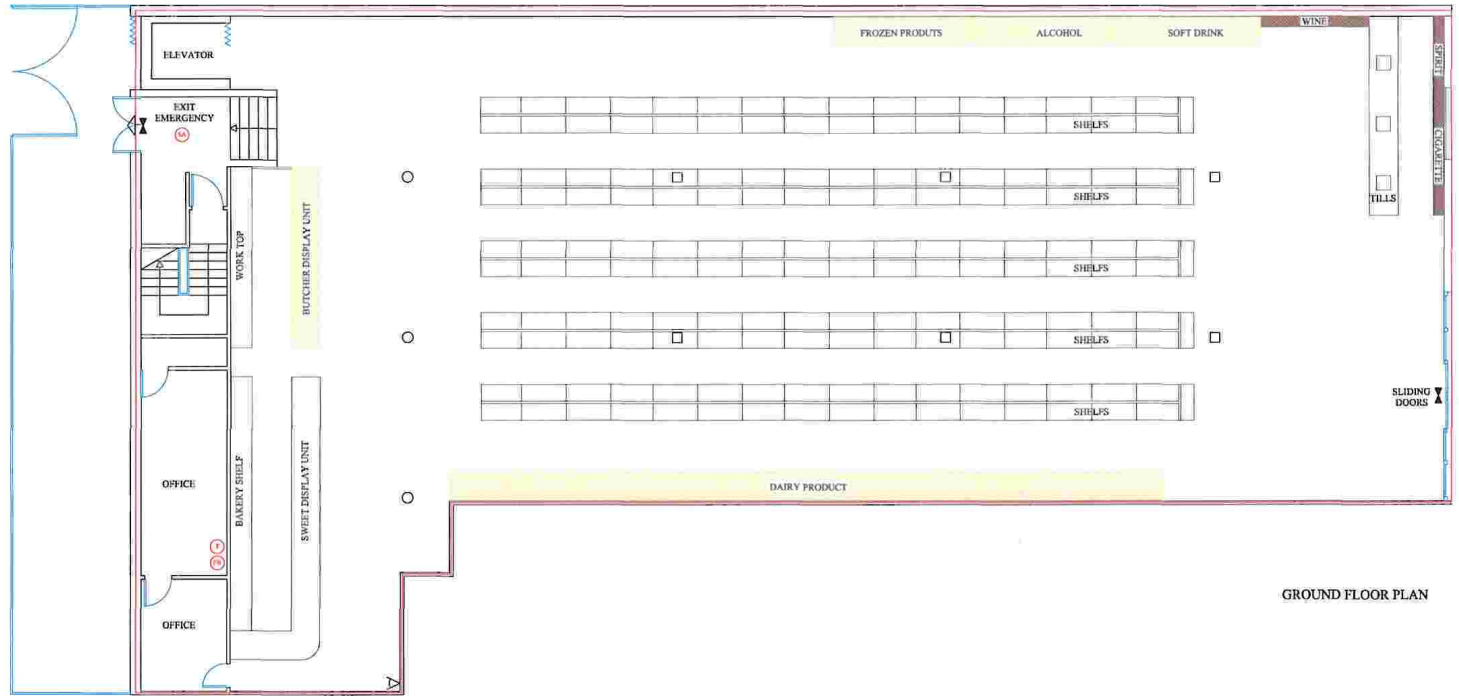 FROZEN PRODUTS
ALCOHOL
SOFT DRINK
WINE
SPIRIT
CIGARETTE
TILLS
ELEVATOR
EXIT
EMERGENCY
SA
SHELFS
SHELFS
SHELFS
SHELFS
SHELFS
WORK TOP
BUTCHER DISPLAY UNIT
BAKERY SHELF
SWEET DISPLAY UNIT
OFFICE
OFFICE
DAIRY PRODUCT
SLIDING
DOORS
GROUND FLOOR PLAN